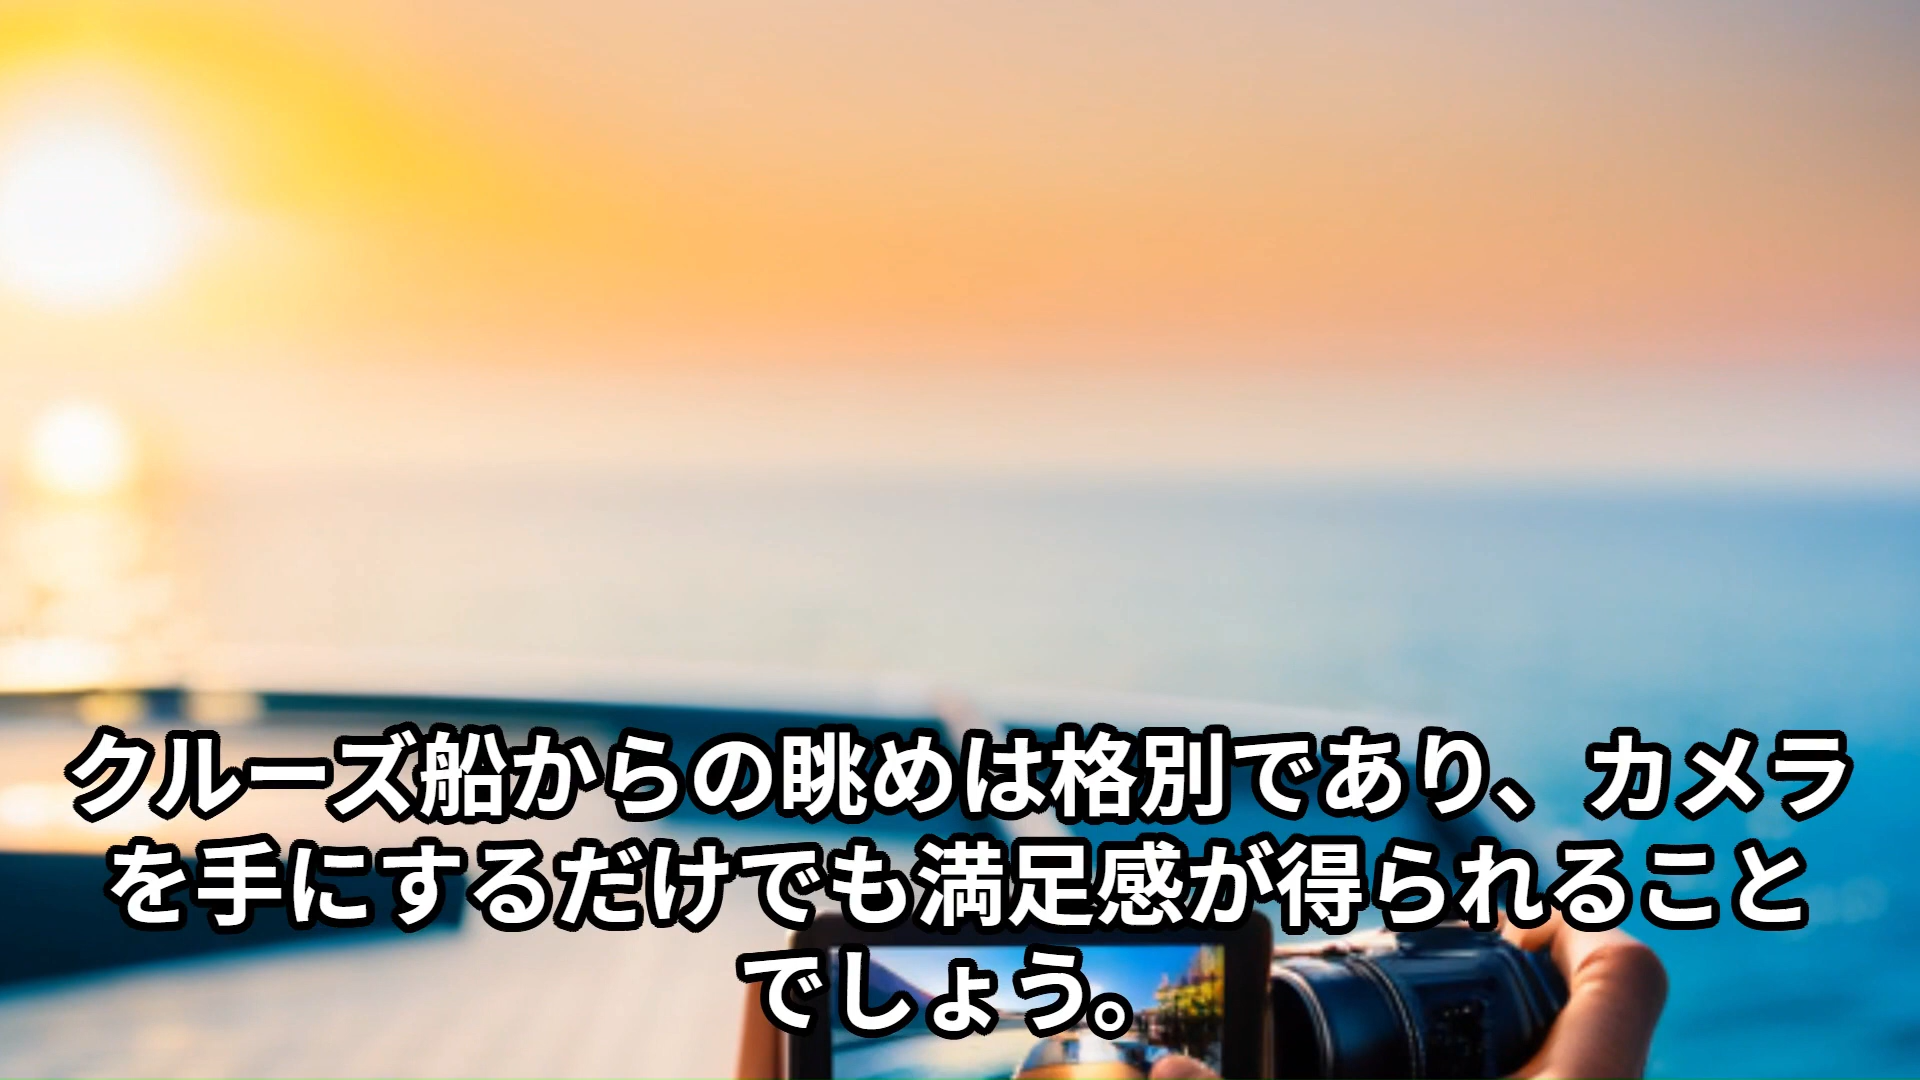 クルーズ船からの眺めは格別であり、カメラ
を手にするだけでも満足感が得られること
でしょう。